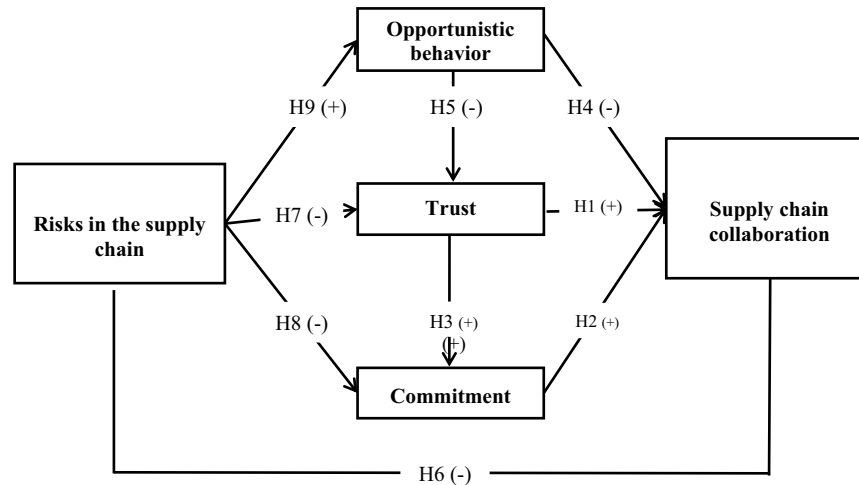 Opportunistic
behavior
H9 (+)
H5 (-)
H4 (-)
Risks in the supply
chain
H7 (-)
Trust
H1 (+)
Supply chain
collaboration
H8 (-)
H3 (+)
(+)
H2 (+)
Commitment
H6 (-)